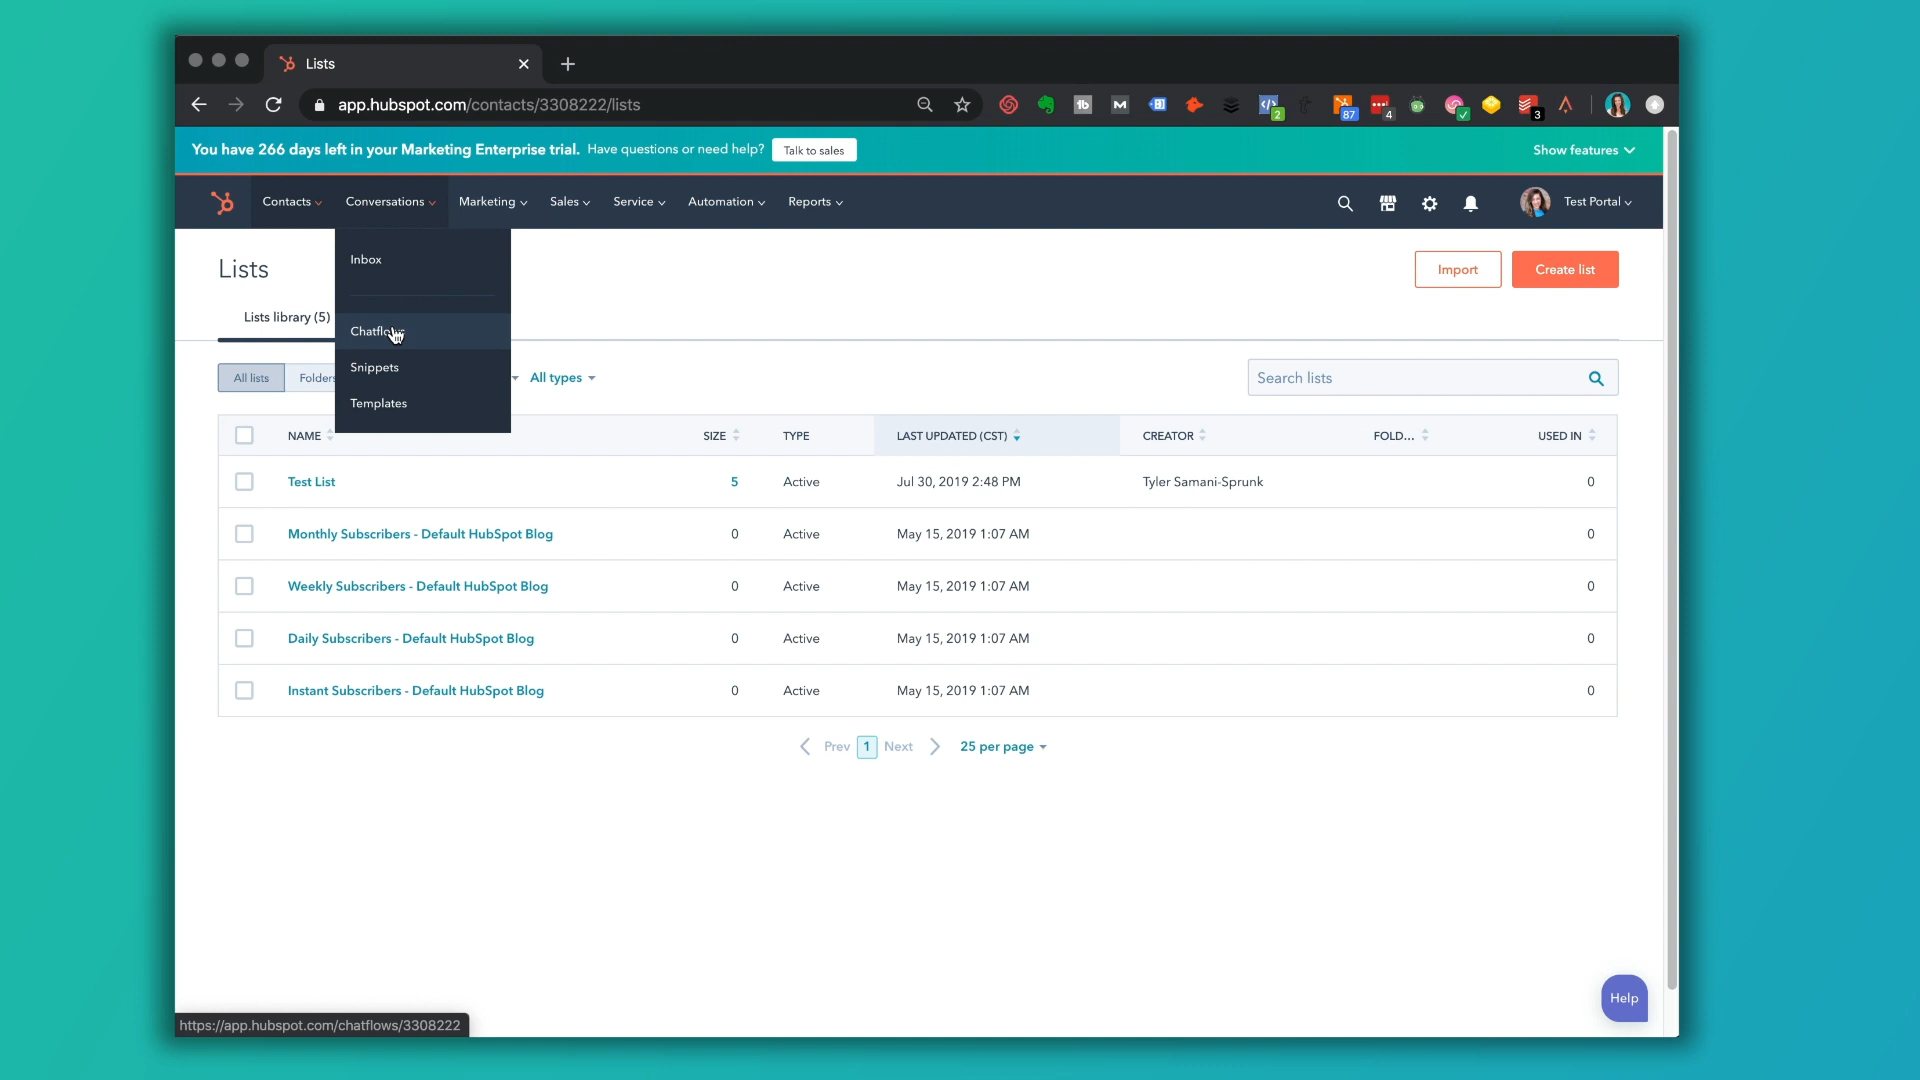 Lists
app.hubspot.com/contacts/3308222/lists
2
87
4
3
You have 266 days left in your Marketing Enterprise trial. Have questions or need help? Talk to sales Show features
Contacts Conversations Marketing Sales Service Automation Reports Test Portal
Inbox
Chatflows
Snippets
Templates
Lists
Import Create list
Lists library (5)
All lists Folders All types Search lists
NAME SIZE TYPE LAST UPDATED (CST) CREATOR FOLD... USED IN
Test List 5 Active Jul 30, 2019 2:48 PM Tyler Samani-Sprunk 0
Monthly Subscribers - Default HubSpot Blog 0 Active May 15, 2019 1:07 AM 0
Weekly Subscribers - Default HubSpot Blog 0 Active May 15, 2019 1:07 AM 0
Daily Subscribers - Default HubSpot Blog 0 Active May 15, 2019 1:07 AM 0
Instant Subscribers - Default HubSpot Blog 0 Active May 15, 2019 1:07 AM 0
Prev 1 Next 25 per page
Help
https://app.hubspot.com/chatflows/3308222